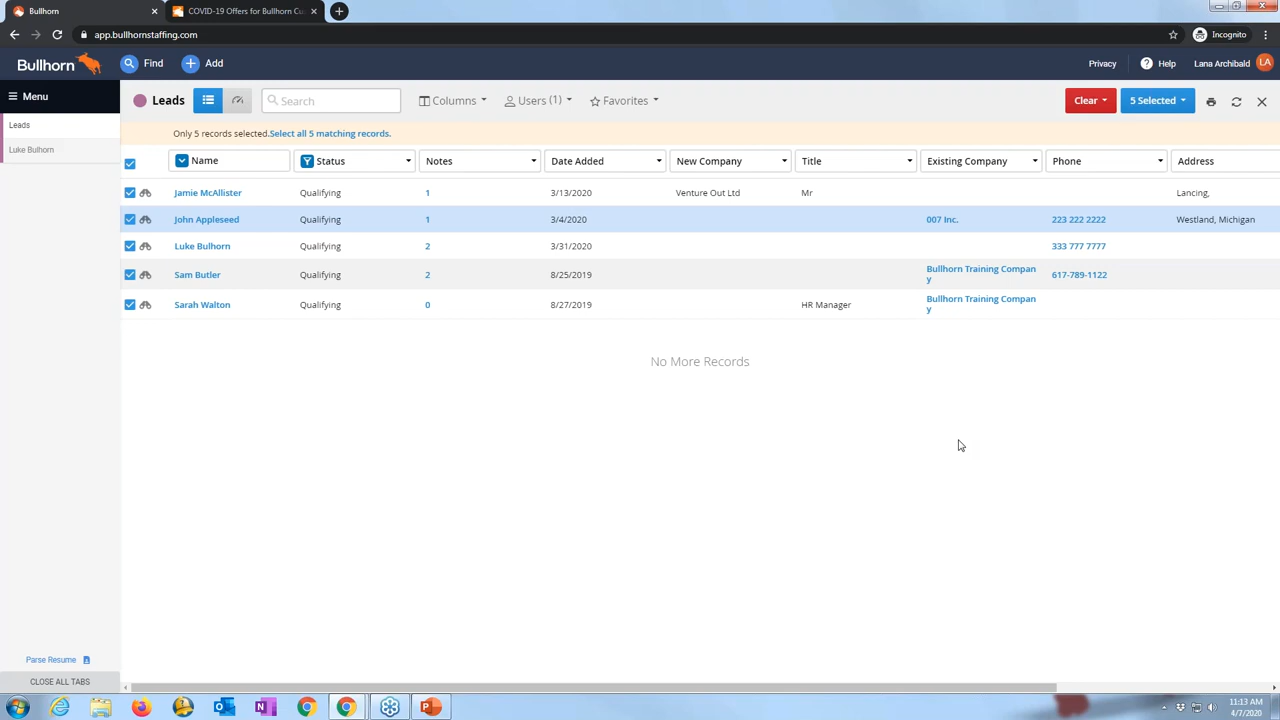 Bullhorn
COVID-19 Offers for Bullhorn Cu
app.bullhornstaffing.com
Incognito
Bullhorn
Find
Add
Privacy
Help
Lana Archibald
LA
Menu
Leads
Search
Columns
Users (1)
Favorites
Clear
5 Selected
Leads
Luke Bulhorn
Only 5 records selected.Select all 5 matching records.
Name Status Notes Date Added New Company Title Existing Company Phone Address
Jamie McAllister Qualifying 1 3/13/2020 Venture Out Ltd Mr Lancing,
John Appleseed Qualifying 1 3/4/2020 007 Inc. 223 222 2222 Westland, Michigan
Luke Bulhorn Qualifying 2 3/31/2020 333 777 7777
Sam Butler Qualifying 2 8/25/2019 Bullhorn Training Compan
y 617-789-1122
Sarah Walton Qualifying 0 8/27/2019 HR Manager Bullhorn Training Compan
y
No More Records
Parse Resume
CLOSE ALL TABS
11:13 AM
4/7/2020